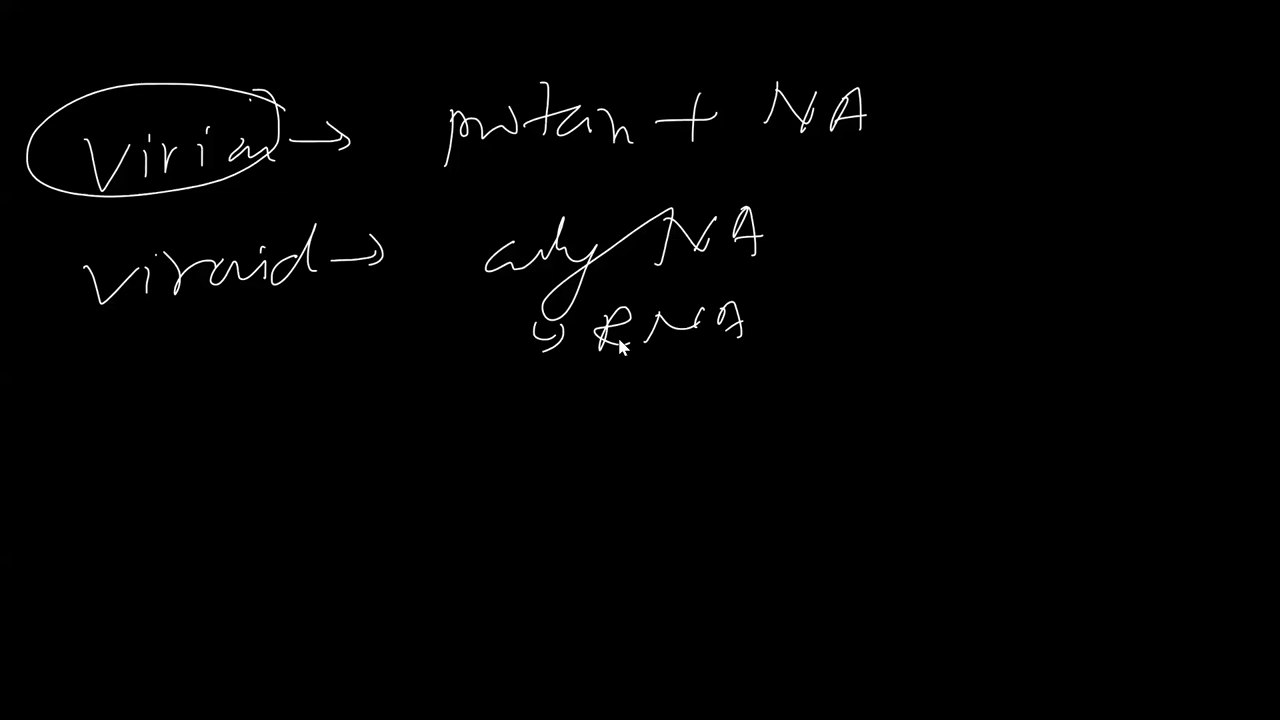 Virion → protein + NA
viroid → only NA
↳ RNA